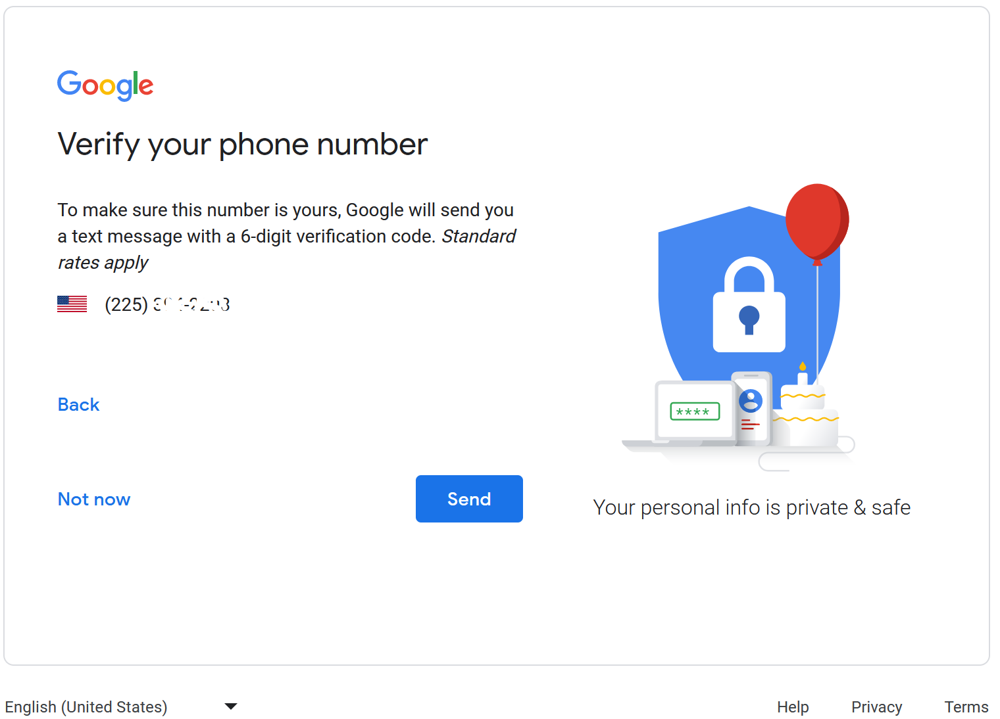 Google
Verify your phone number
To make sure this number is yours, Google will send you
a text message with a 6-digit verification code. Standard
rates apply
(225)
Back
Not now
Send
****
Your personal info is private & safe
English (United States)
Help
Privacy
Terms